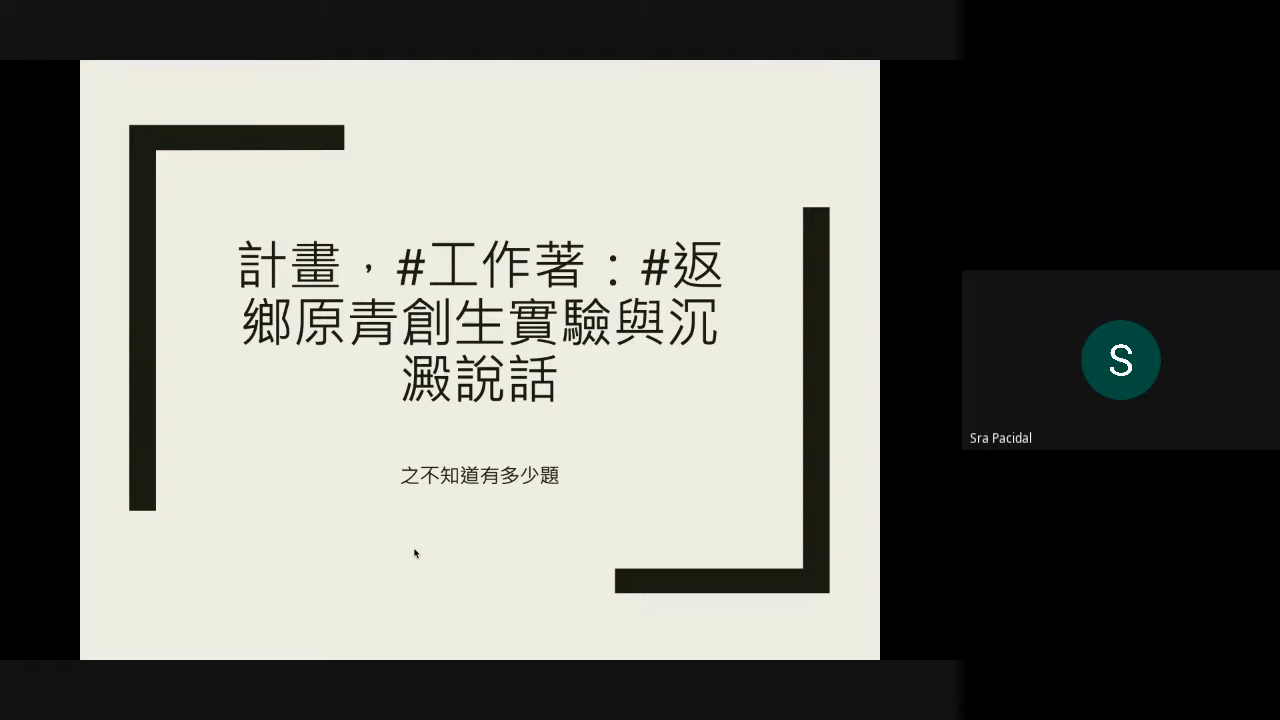 計畫，#工作著：#返
鄉原青創生實驗與沉
澱說話
之不知道有多少題
S
Sra Pacidal